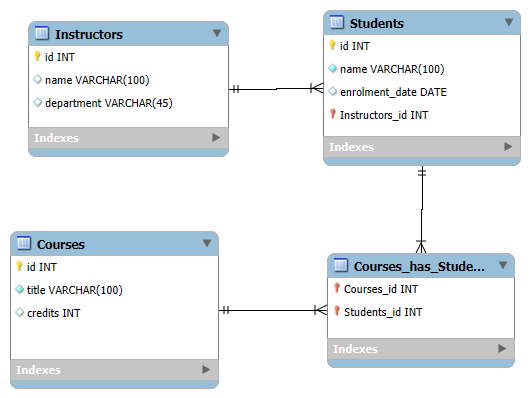 Instructors
id INT
name VARCHAR(100)
department VARCHAR(45)
Indexes
Students
id INT
name VARCHAR(100)
enrolment_date DATE
Instructors_id INT
Indexes
Courses
id INT
title VARCHAR(100)
credits INT
Indexes
Courses_has_Stude...
Courses_id INT
Students_id INT
Indexes